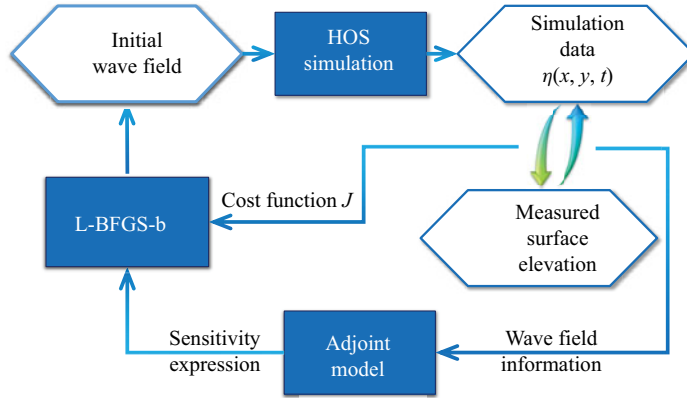 Initial
wave field
HOS
simulation
Simulation
data
η(x, y, t)
Cost function J
L-BFGS-b
Measured
surface
elevation
Sensitivity
expression
Adjoint
model
Wave field
information